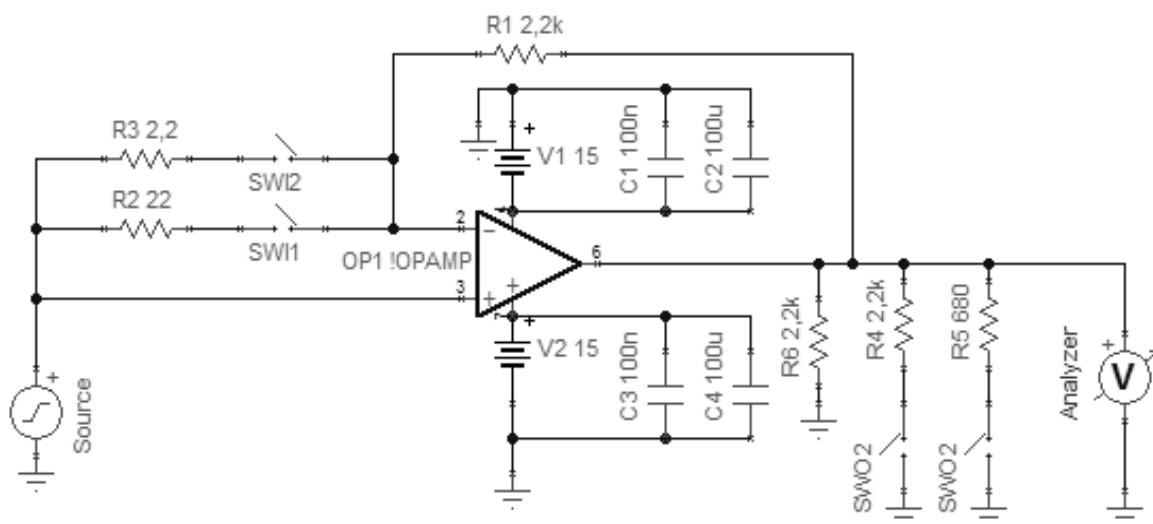 R1 2,2k
R3 2,2
SWI2
R2 22
SWI1
+
V1 15
C1 100n
C2 100u
2
−
OP1 !OPAMP
6
3
+
+
+
V2 15
C3 100n
C4 100u
R6 2,2k
R4 2,2k
R5 680
SWO2
SWO2
+
Source
Analyzer
+
V